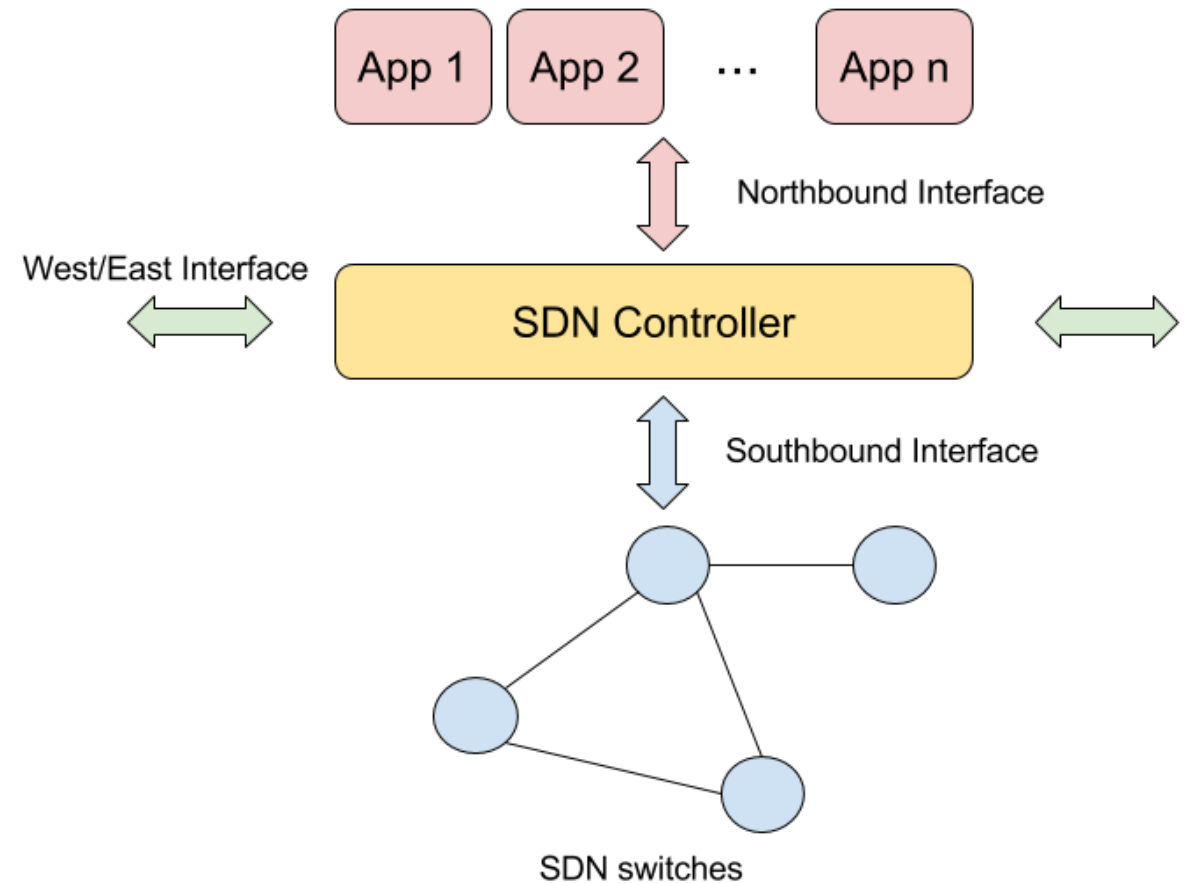 App 1
App 2
...
App n
Northbound Interface
West/East Interface
SDN Controller
Southbound Interface
SDN switches